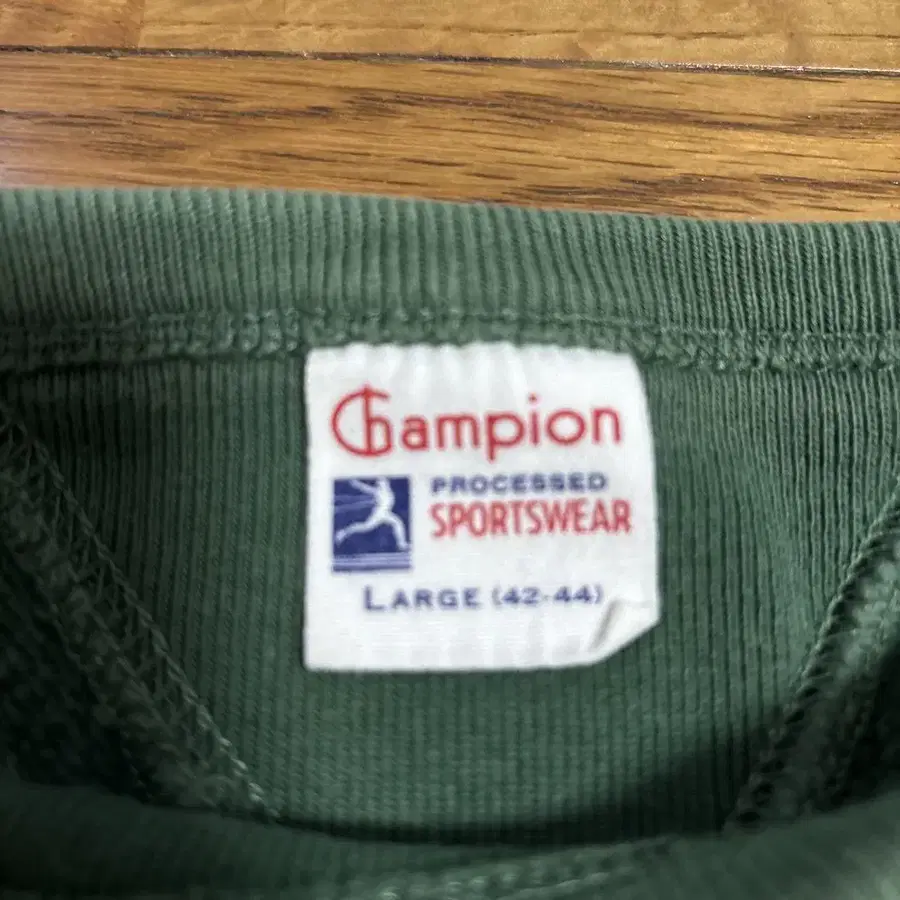 Champion
PROCESSED
SPORTSWEAR
LARGE (42-44)